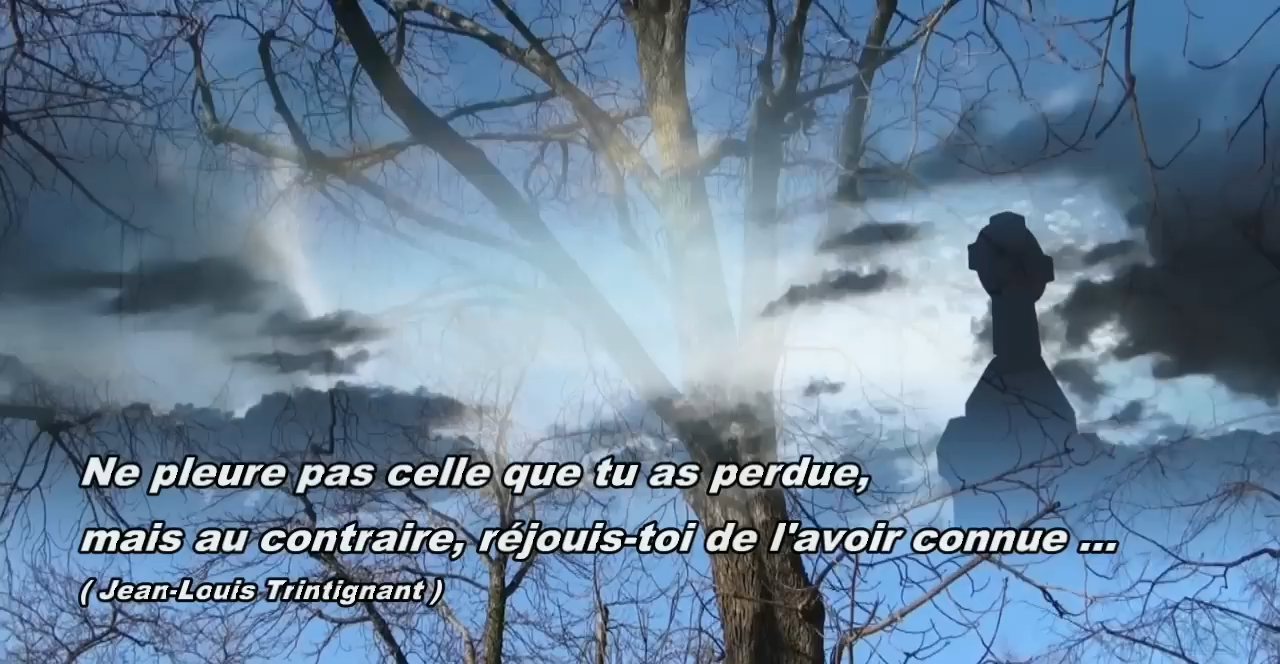 Ne pleure pas celle que tu as perdue,
mais au contraire, réjouis-toi de l'avoir connue ...
( Jean-Louis Trintignant )